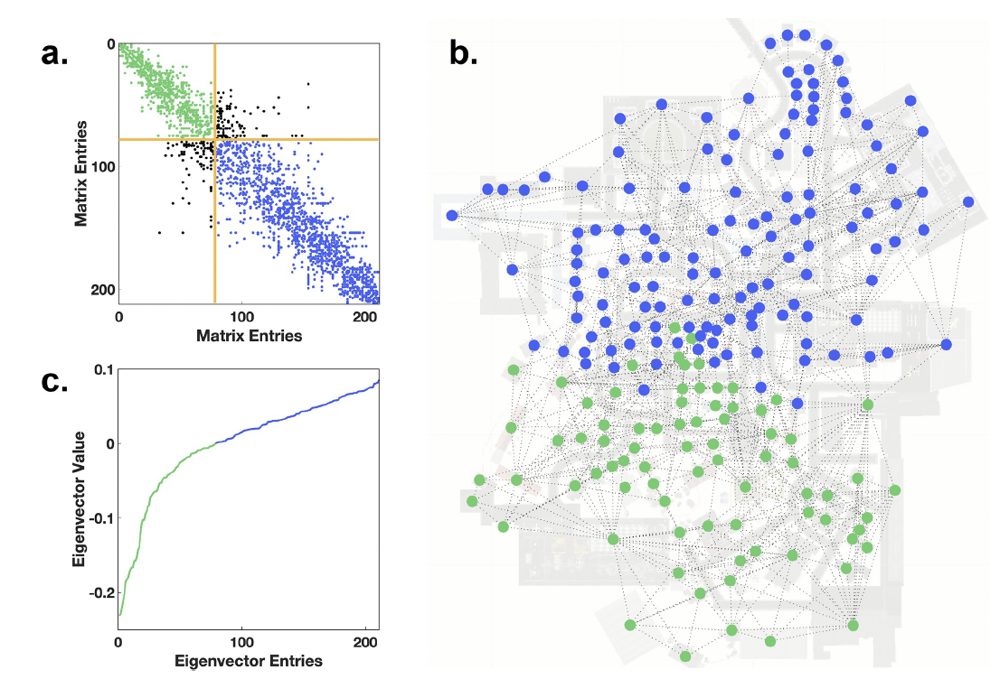 a.
0
100
200
Matrix Entries
0
100
200
Matrix Entries
b.
c.
0.1
0
-0.1
-0.2
Eigenvector Value
0
100
200
Eigenvector Entries